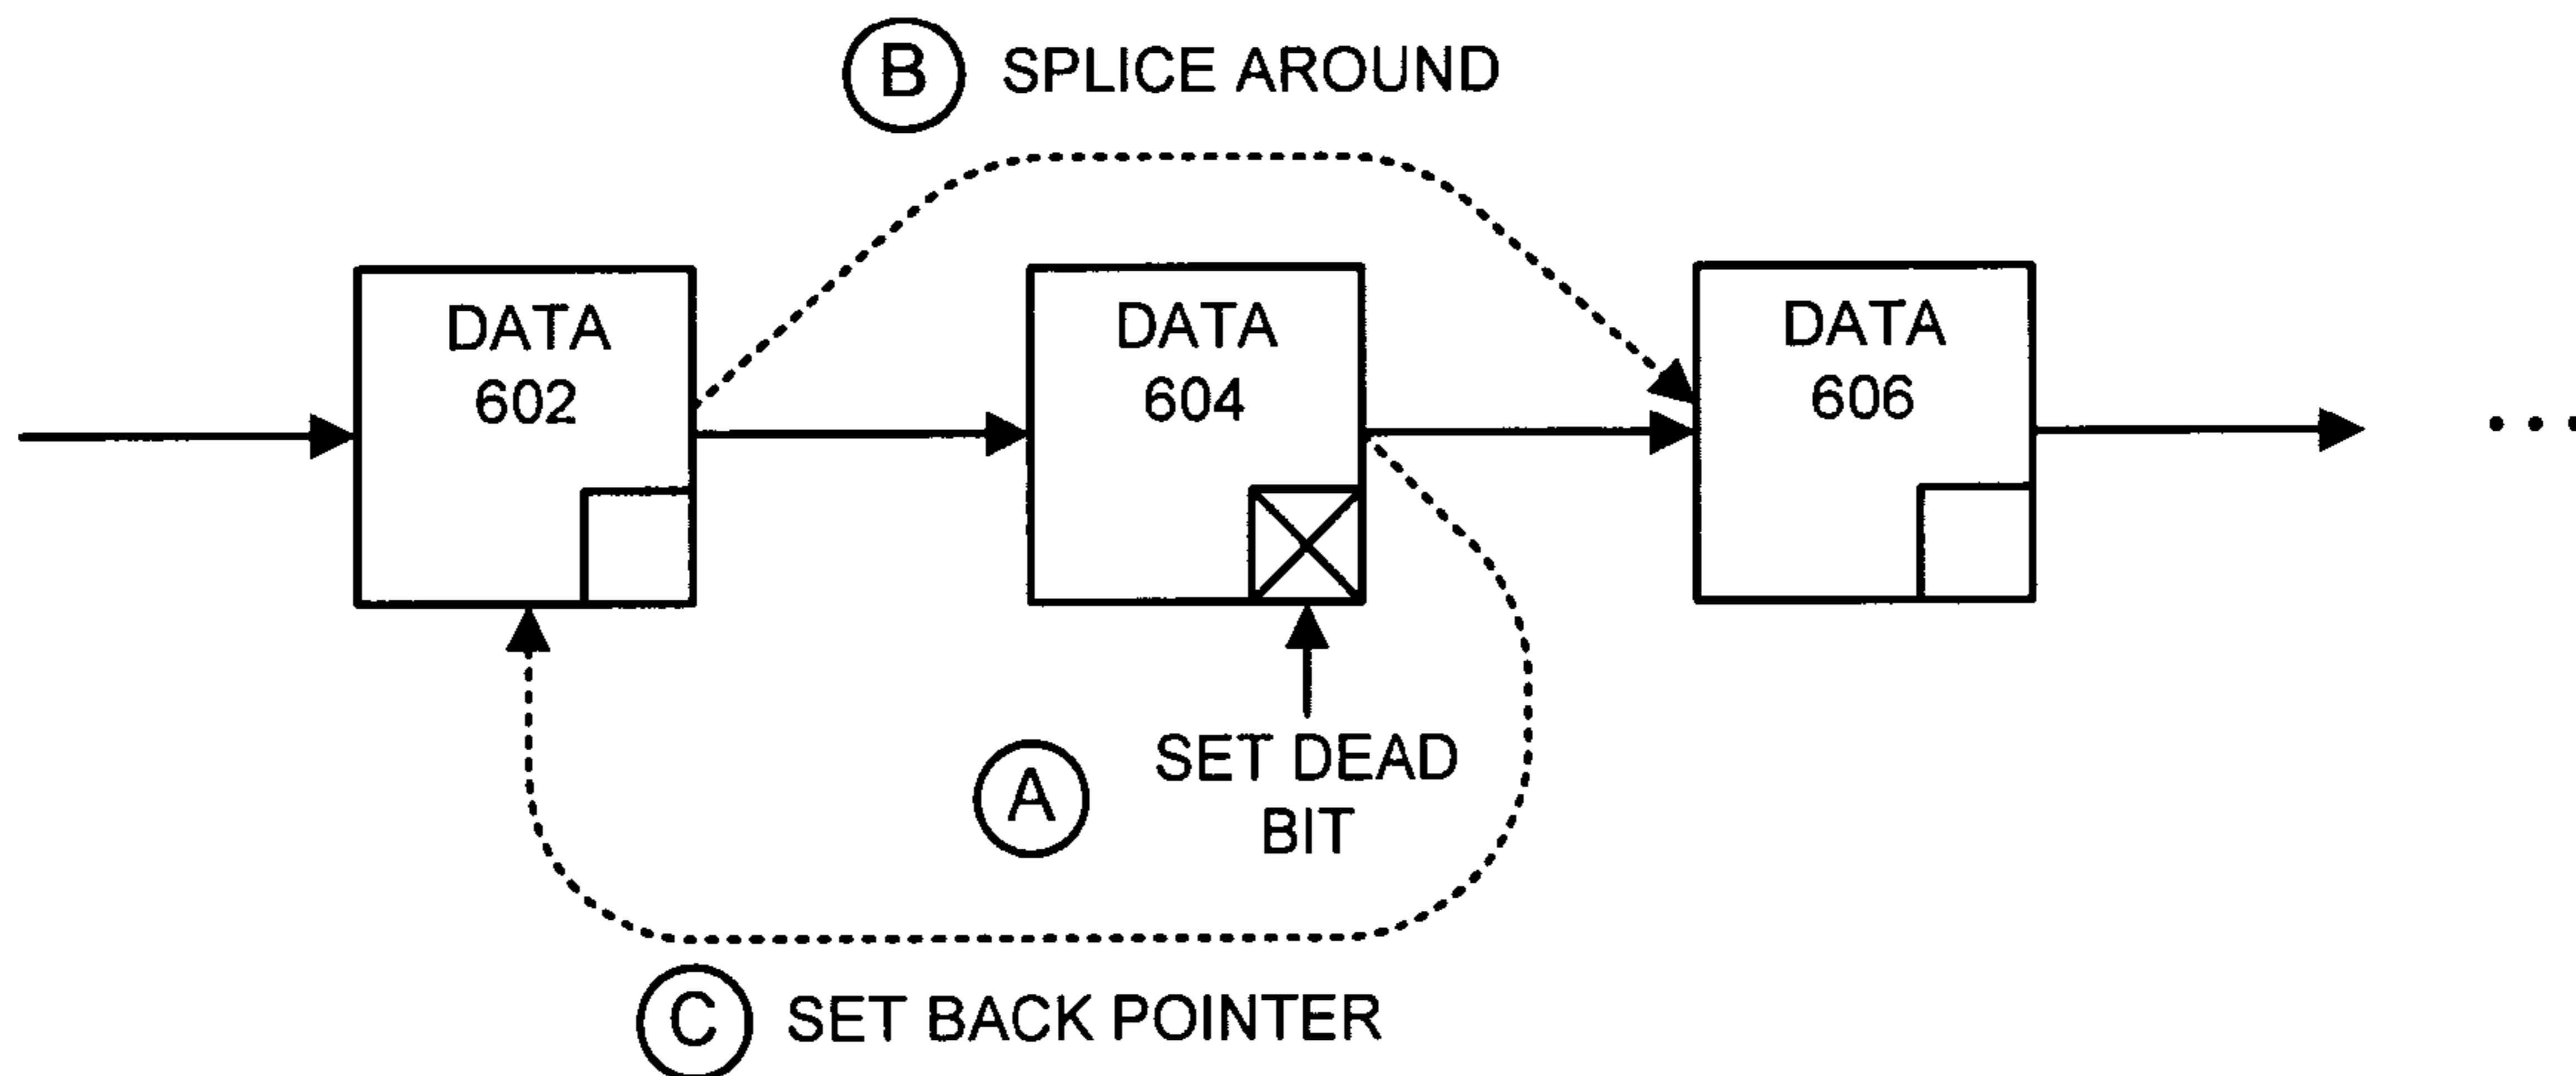 B SPLICE AROUND
DATA
602
DATA
604
DATA
606
...
A SET DEAD
BIT
C SET BACK POINTER